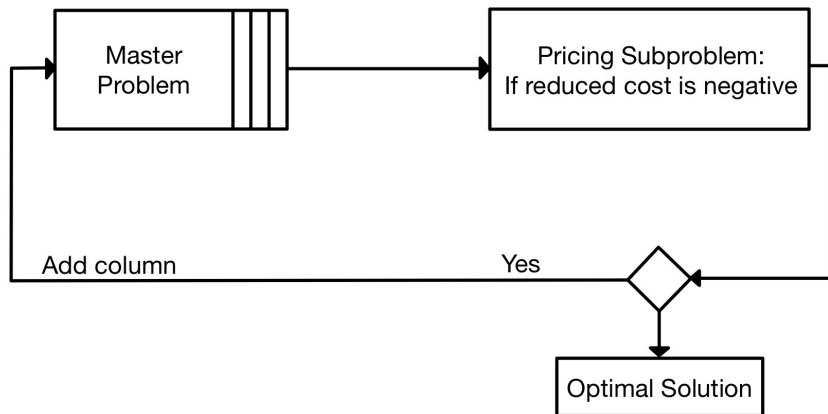 Master
Problem
Pricing Subproblem:
If reduced cost is negative
Add column
Yes
Optimal Solution